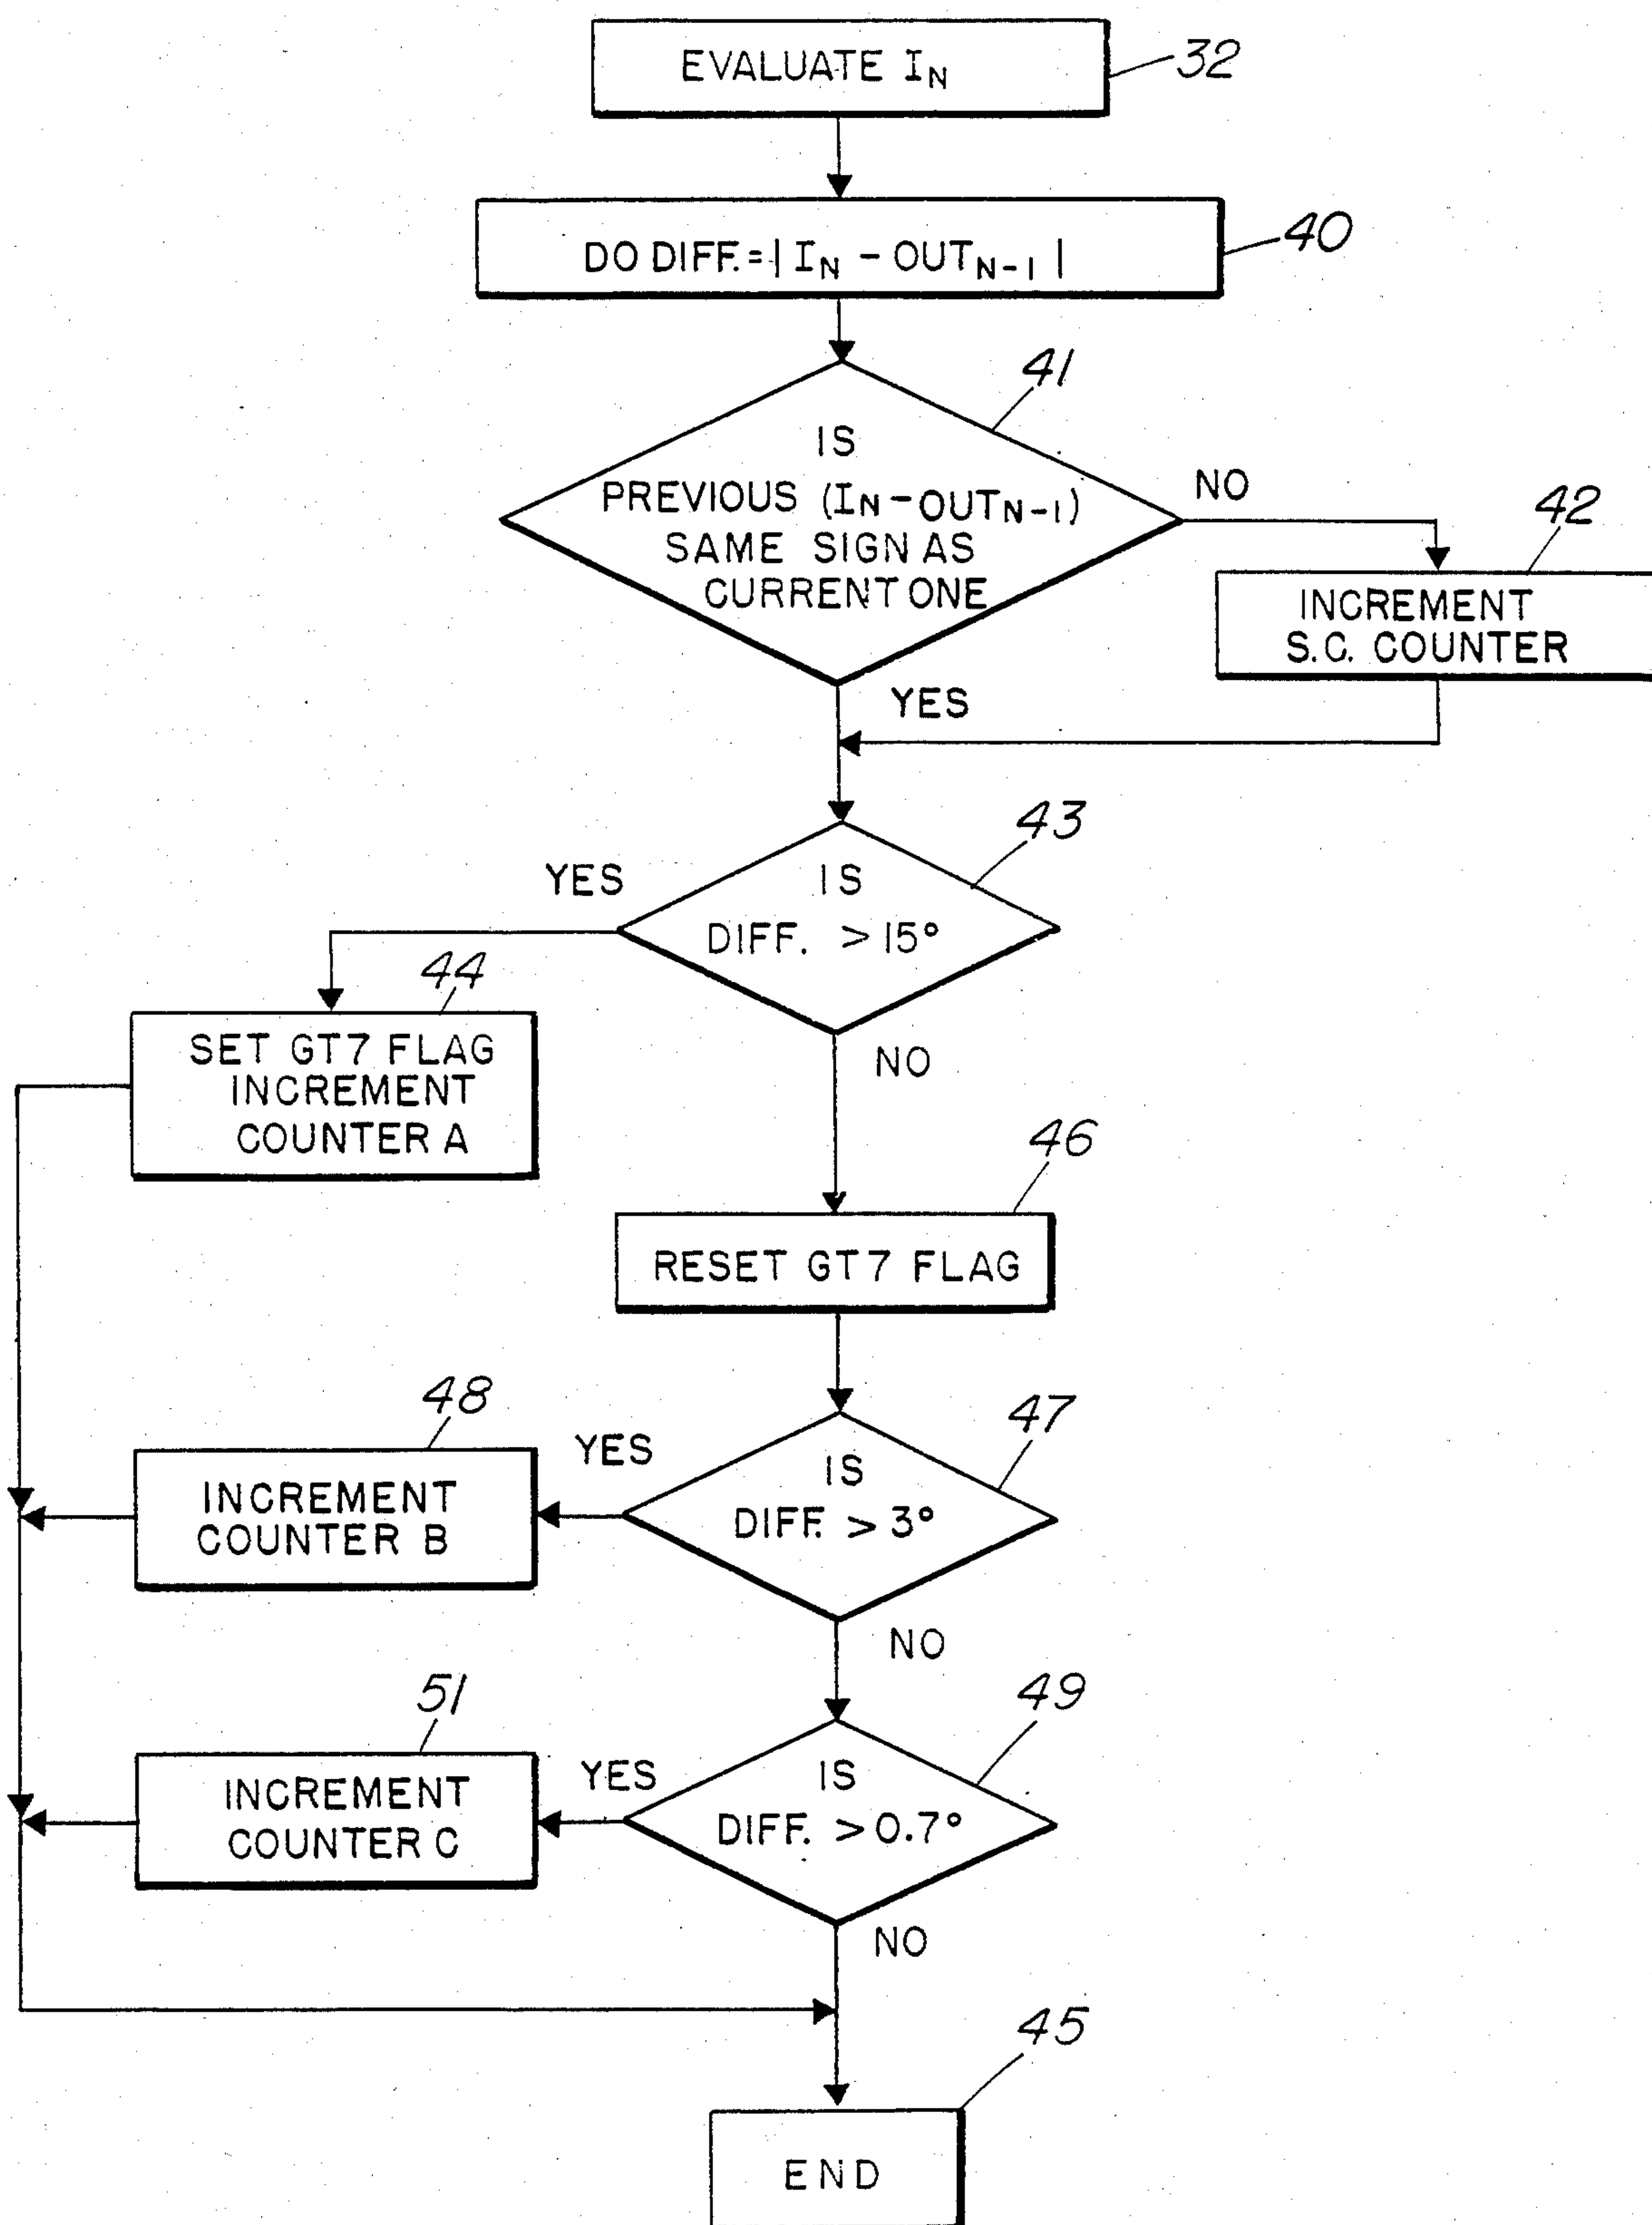 EVALUATE I_N
32
DO DIFF. = | I_N - OUT_N-1 |
40
41
IS
PREVIOUS (I_N - OUT_N-1)
SAME SIGN AS
CURRENT ONE
NO
42
INCREMENT
S.C. COUNTER
YES
43
YES
IS
DIFF. > 15°
44
SET GT7 FLAG
INCREMENT
COUNTER A
NO
46
RESET GT7 FLAG
48
47
YES
IS
DIFF. > 3°
INCREMENT
COUNTER B
NO
51
49
YES
IS
DIFF. > 0.7°
INCREMENT
COUNTER C
NO
45
END